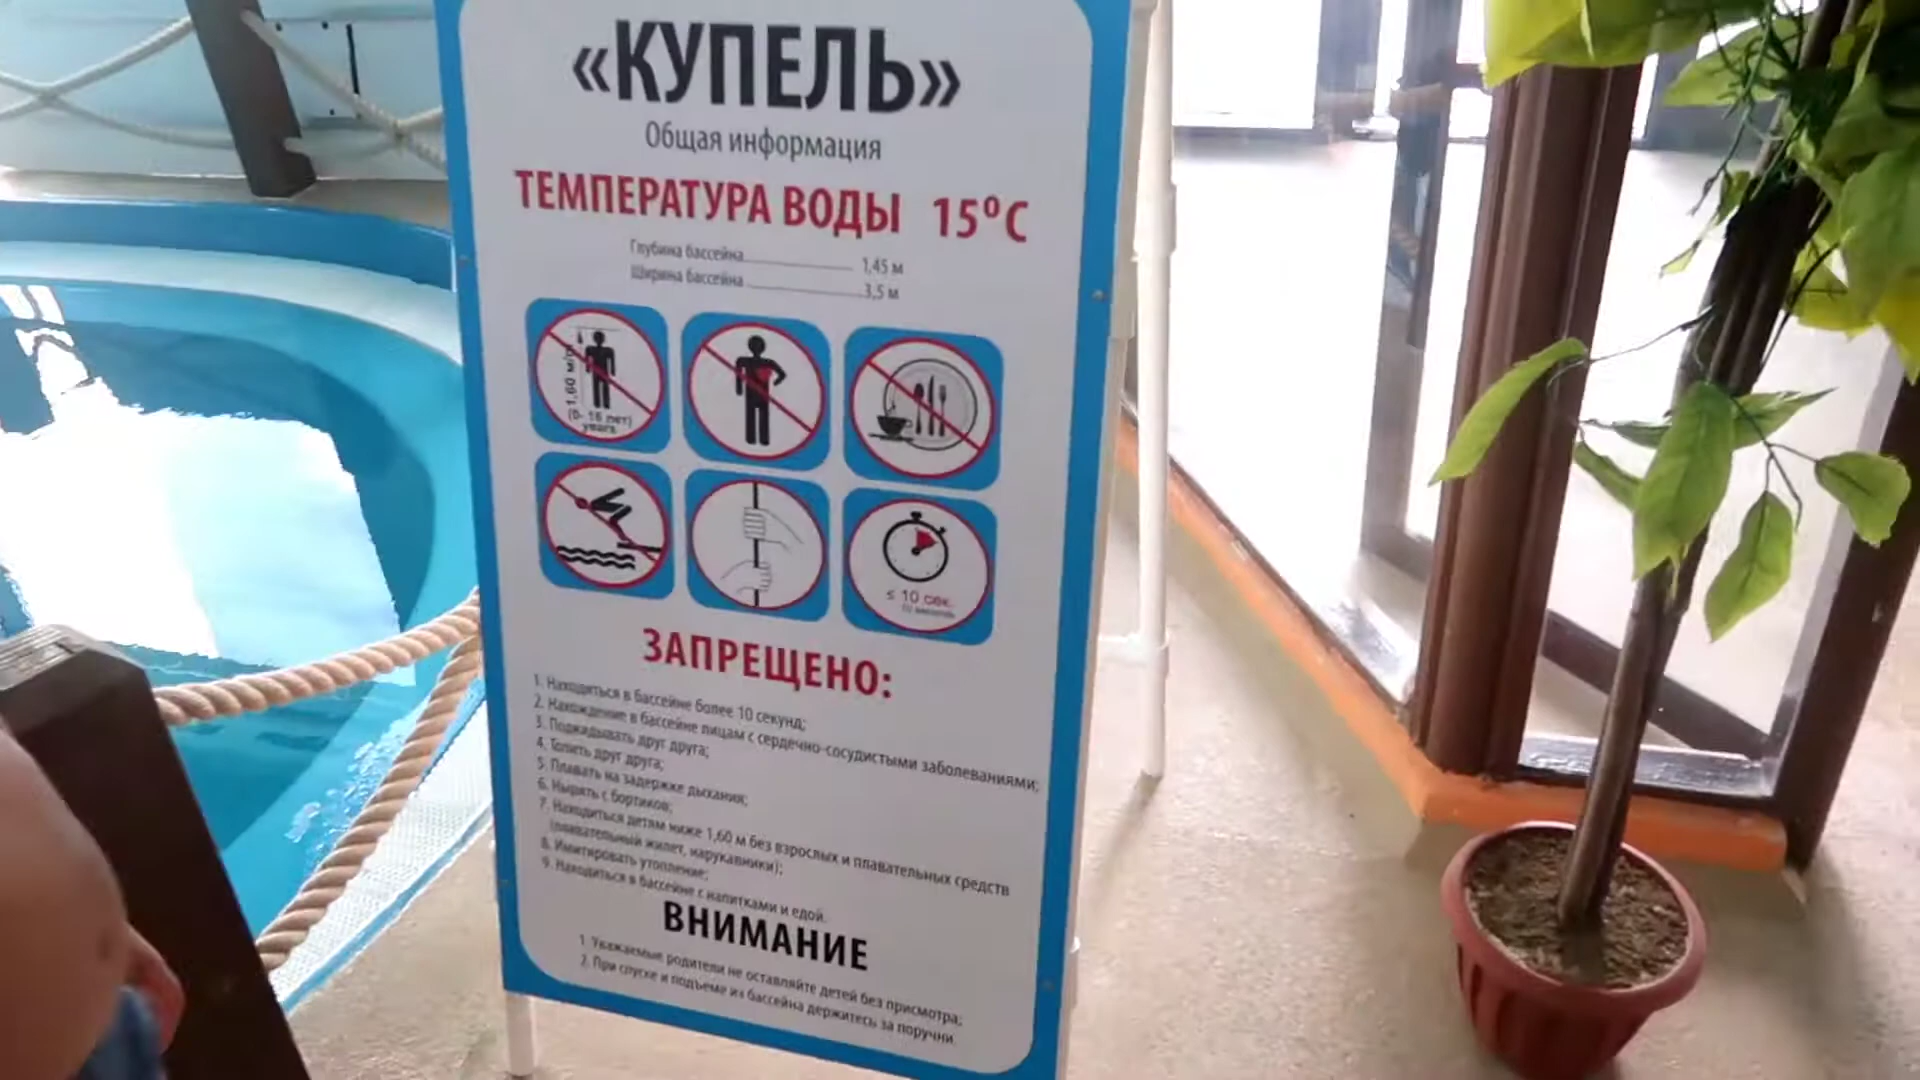 «КУПЕЛЬ»
Общая информация
ТЕМПЕРАТУРА ВОДЫ 15°С
Глубина бассейна 1,45 м
Ширина бассейна 3,5 м
1,60 м/m
(0- 16 лет)
≤ 10 сек.
ЗАПРЕЩЕНО:
1. Находиться в бассейне более 10 секунд;
2. Нахождение в бассейне лицам с сердечно-сосудистыми заболеваниями;
3. Подкидывать друг друга;
4. Топить друг друга;
5. Плавать на задержке дыхания;
6. Нырять с бортиков;
7. Находиться детям ниже 1,60 м без взрослых и плавательных средств
(плавательный жилет, нарукавники);
8. Имитировать утопление;
9. Находиться в бассейне с напитками и едой.
ВНИМАНИЕ
1. Уважаемые родители не оставляйте детей без присмотра;
2. При спуске и подъеме из бассейна держитесь за поручни.